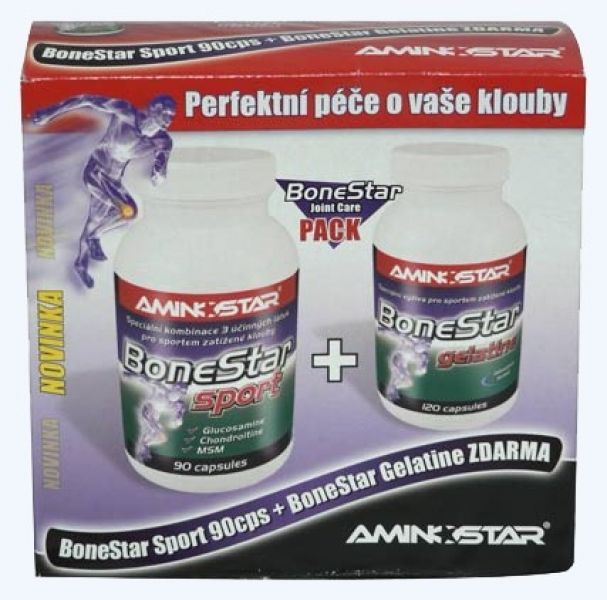 BoneStar Sport 90cps + BoneStar Gelatine ZDARMA
AMINOSTAR®
Perfektní péče o vaše klouby
BoneStar
Joint Care
PACK
NOVINKA
NOVINKA
NOVINKA
NOVINKA
AMINOSTAR®
Speciální kombinace 3 účinných látek
pro sportem zatížené klouby
BoneStar
sport
Glucosamine
Chondroitine
MSM
90 capsules
+
AMINOSTAR®
Speciální výživa pro sportem zatížené klouby
BoneStar
gelatine
120 capsules
BoneStar Sport 90cps + BoneStar Gelatine ZDARMA
AMINOSTAR®